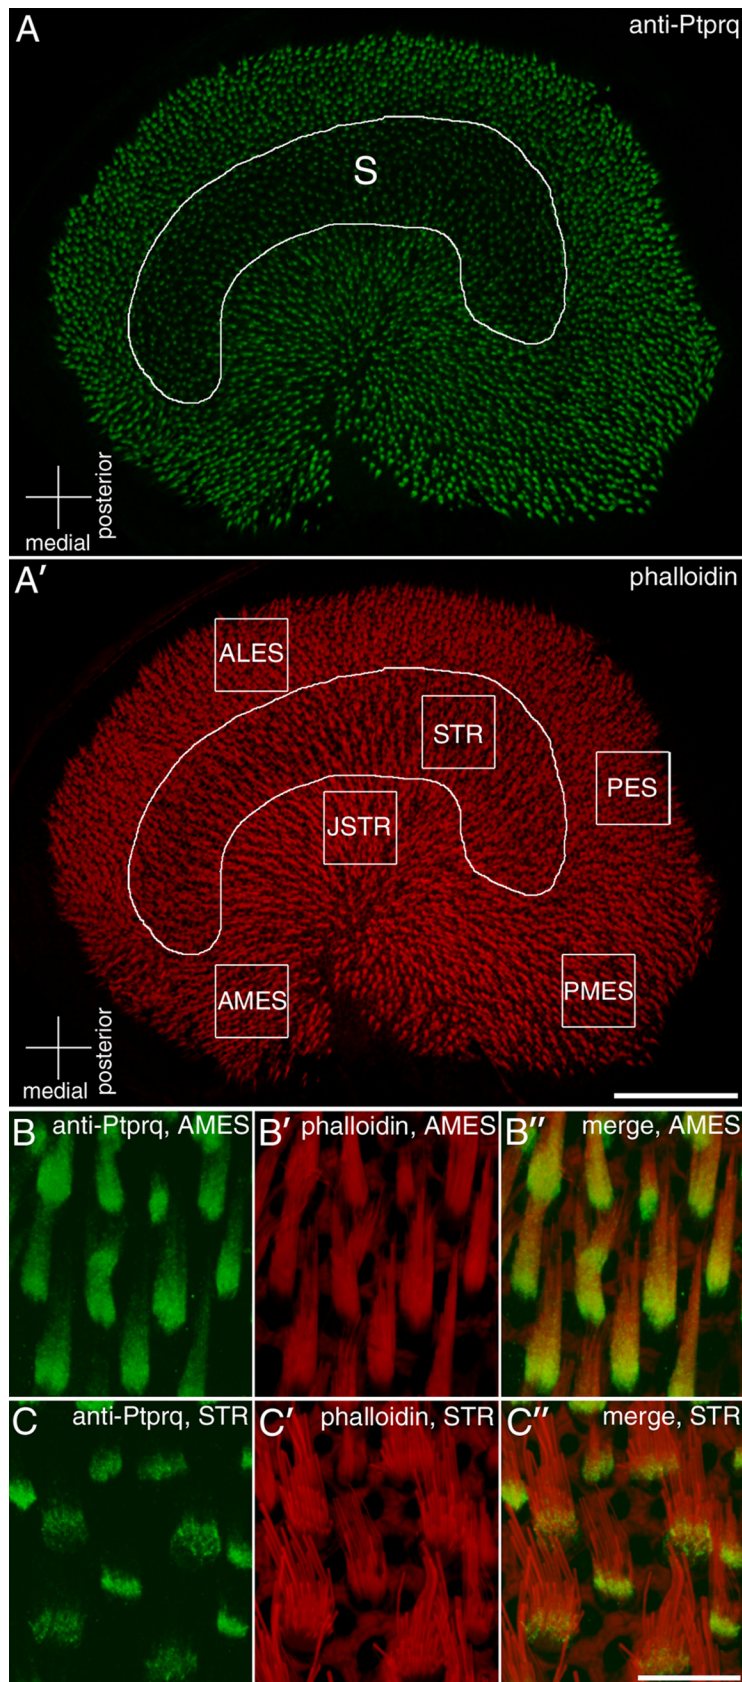 A
anti-Ptprq
S
posterior
medial
A′
phalloidin
ALES
STR
PES
JSTR
AMES
PMES
posterior
medial
B anti-Ptprq, AMES
B′ phalloidin, AMES
B″ merge, AMES
C anti-Ptprq, STR
C′ phalloidin, STR
C″ merge, STR